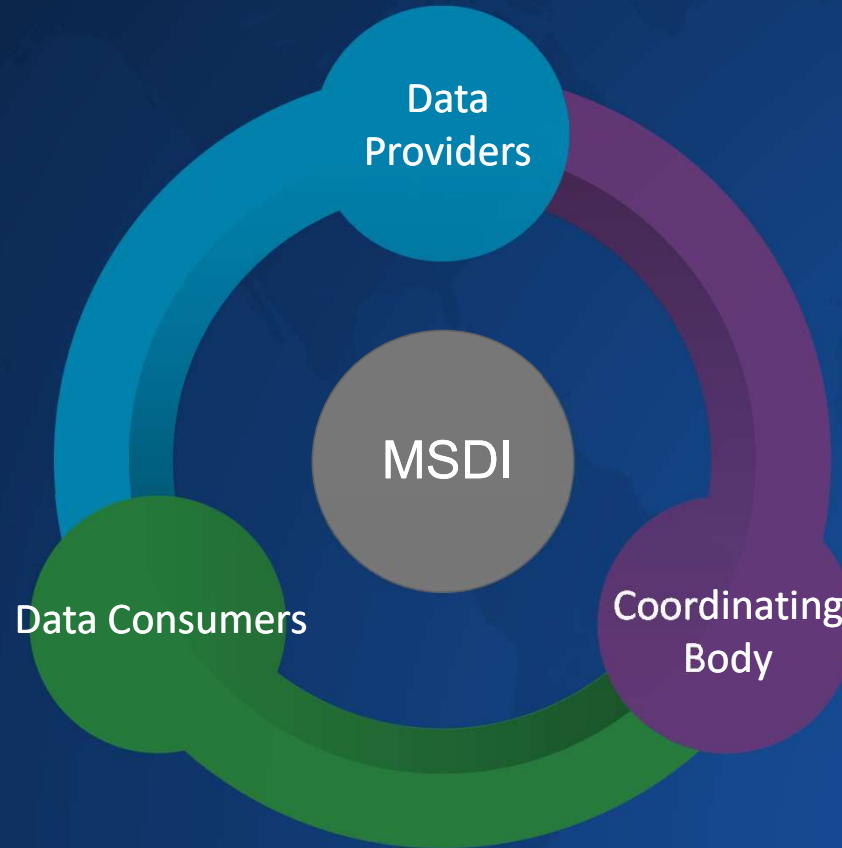 Data
Providers
MSDI
Data Consumers
Coordinating
Body